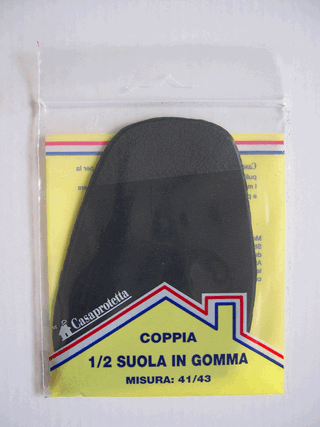 Casaprotetta
COPPIA
1/2 SUOLA IN GOMMA
MISURA: 41/43